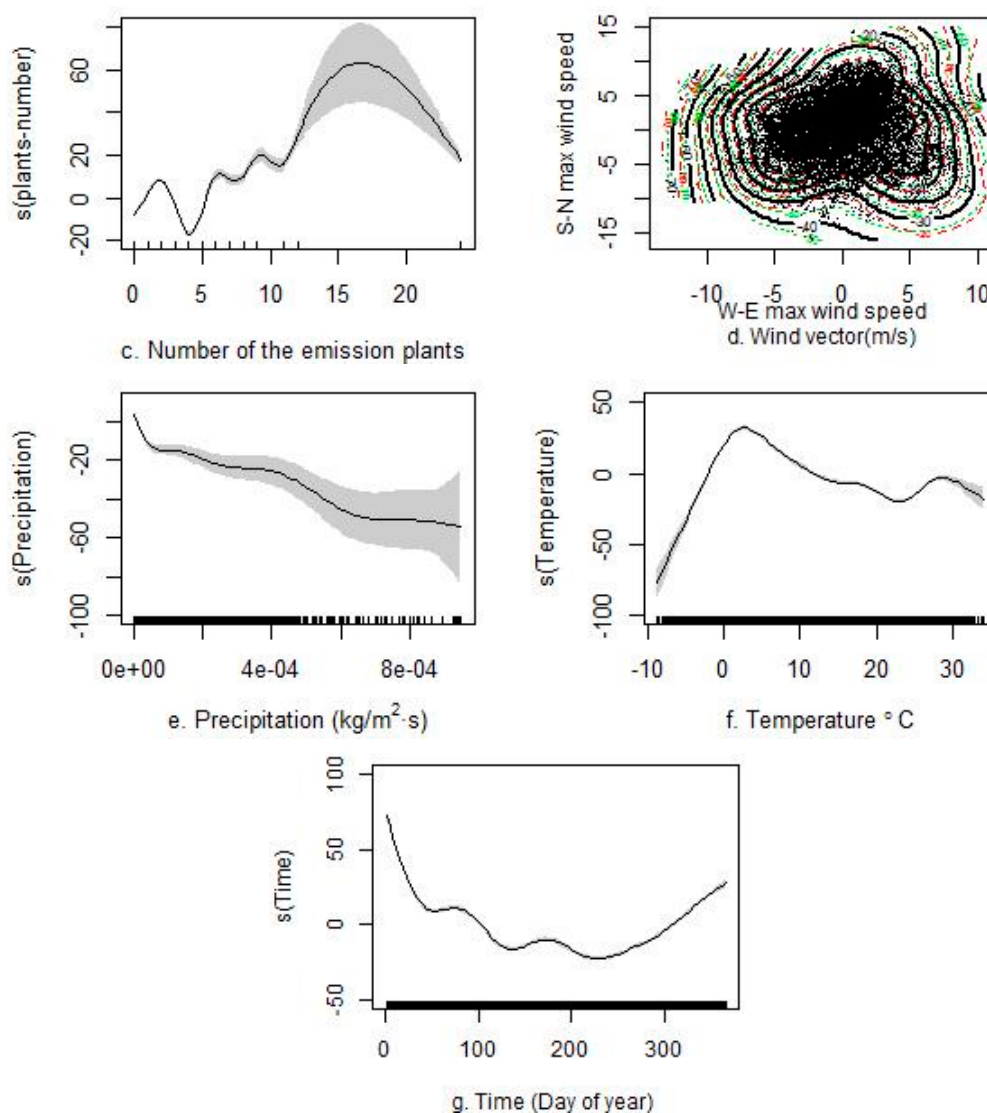 s(plants-number)
60
20
0
-20
0 5 10 15 20
c. Number of the emission plants
S-N max wind speed
15
5
-5
-15
-30
-40
-30
-10 -5 0 5 10
W-E max wind speed
d. Wind vector(m/s)
s(Precipitation)
-20
-60
-100
0e+00 4e-04 8e-04
e. Precipitation (kg/m²·s)
s(Temperature)
50
0
-50
-100
-10 0 10 20 30
f. Temperature ° C
s(Time)
100
50
0
-50
0 100 200 300
g. Time (Day of year)